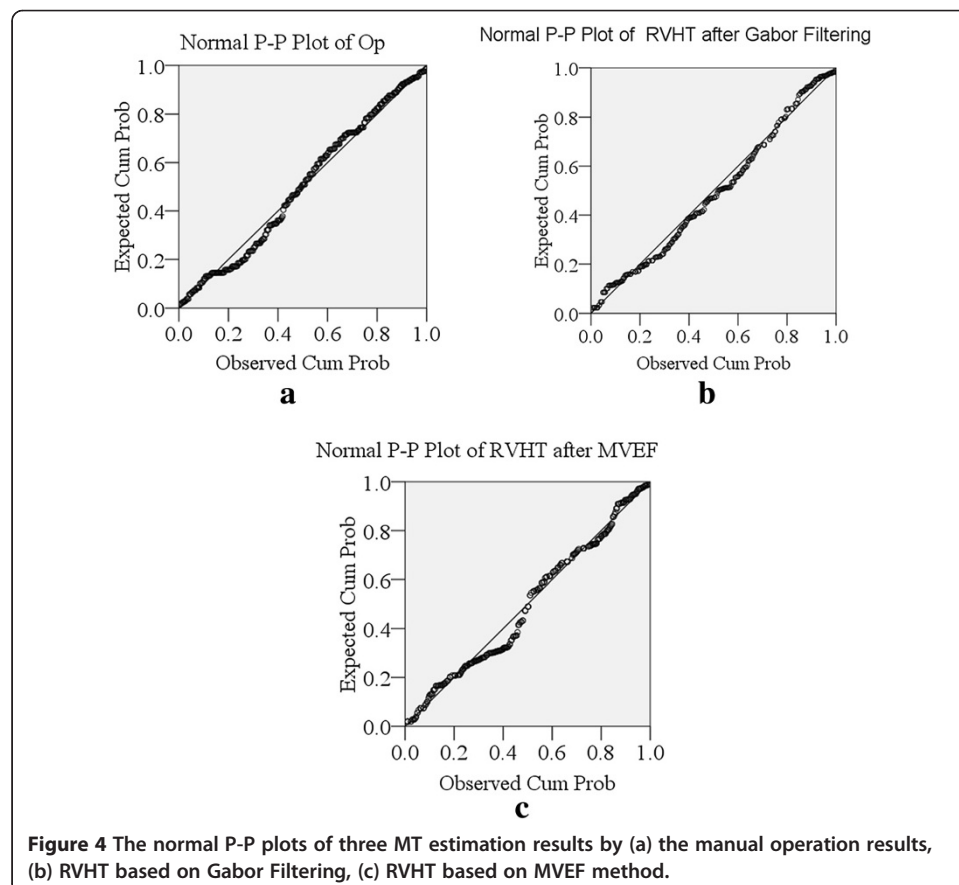 Normal P-P Plot of Op
1.0
0.8
0.6
0.4
0.2
0.0
Expected Cum Prob
0.0 0.2 0.4 0.6 0.8 1.0
Observed Cum Prob
a
Normal P-P Plot of RVHT after Gabor Filtering
1.0
0.8
0.6
0.4
0.2
0.0
Expected Cum Prob
0.0 0.2 0.4 0.6 0.8 1.0
Observed Cum Prob
b
Normal P-P Plot of RVHT after MVEF
1.0
0.8
0.6
0.4
0.2
0.0
Expected Cum Prob
0.0 0.2 0.4 0.6 0.8 1.0
Observed Cum Prob
c
Figure 4 The normal P-P plots of three MT estimation results by (a) the manual operation results,
(b) RVHT based on Gabor Filtering, (c) RVHT based on MVEF method.